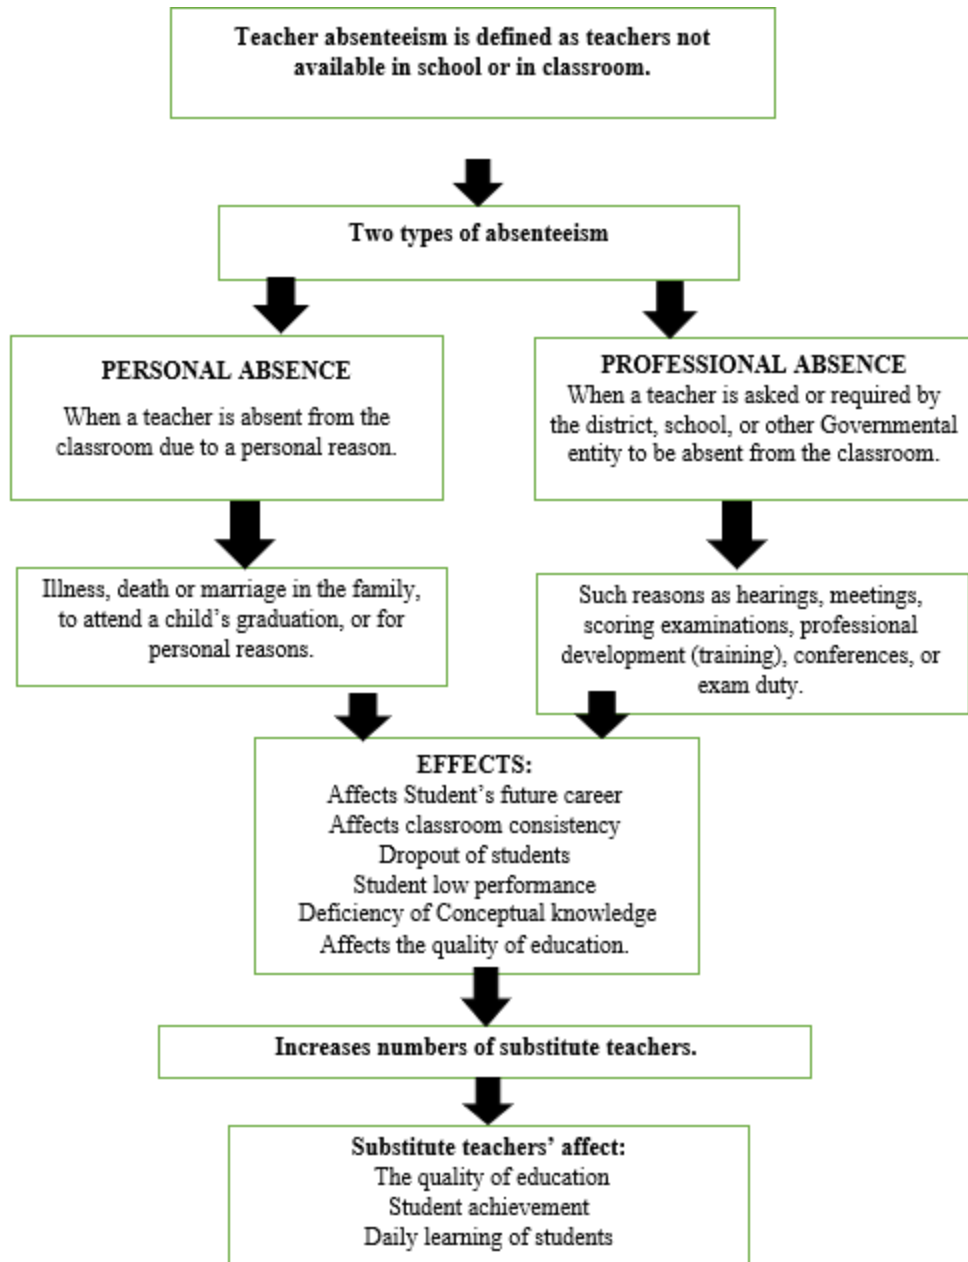 Teacher absenteeism is defined as teachers not
available in school or in classroom.
Two types of absenteeism
PERSONAL ABSENCE
When a teacher is absent from the
classroom due to a personal reason.
PROFESSIONAL ABSENCE
When a teacher is asked or required by
the district, school, or other Governmental
entity to be absent from the classroom.
Illness, death or marriage in the family,
to attend a child’s graduation, or for
personal reasons.
Such reasons as hearings, meetings,
scoring examinations, professional
development (training), conferences, or
exam duty.
EFFECTS:
Affects Student’s future career
Affects classroom consistency
Dropout of students
Student low performance
Deficiency of Conceptual knowledge
Affects the quality of education.
Increases numbers of substitute teachers.
Substitute teachers’ affect:
The quality of education
Student achievement
Daily learning of students